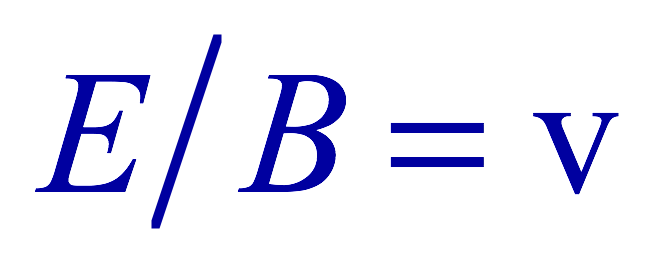 E/B = v